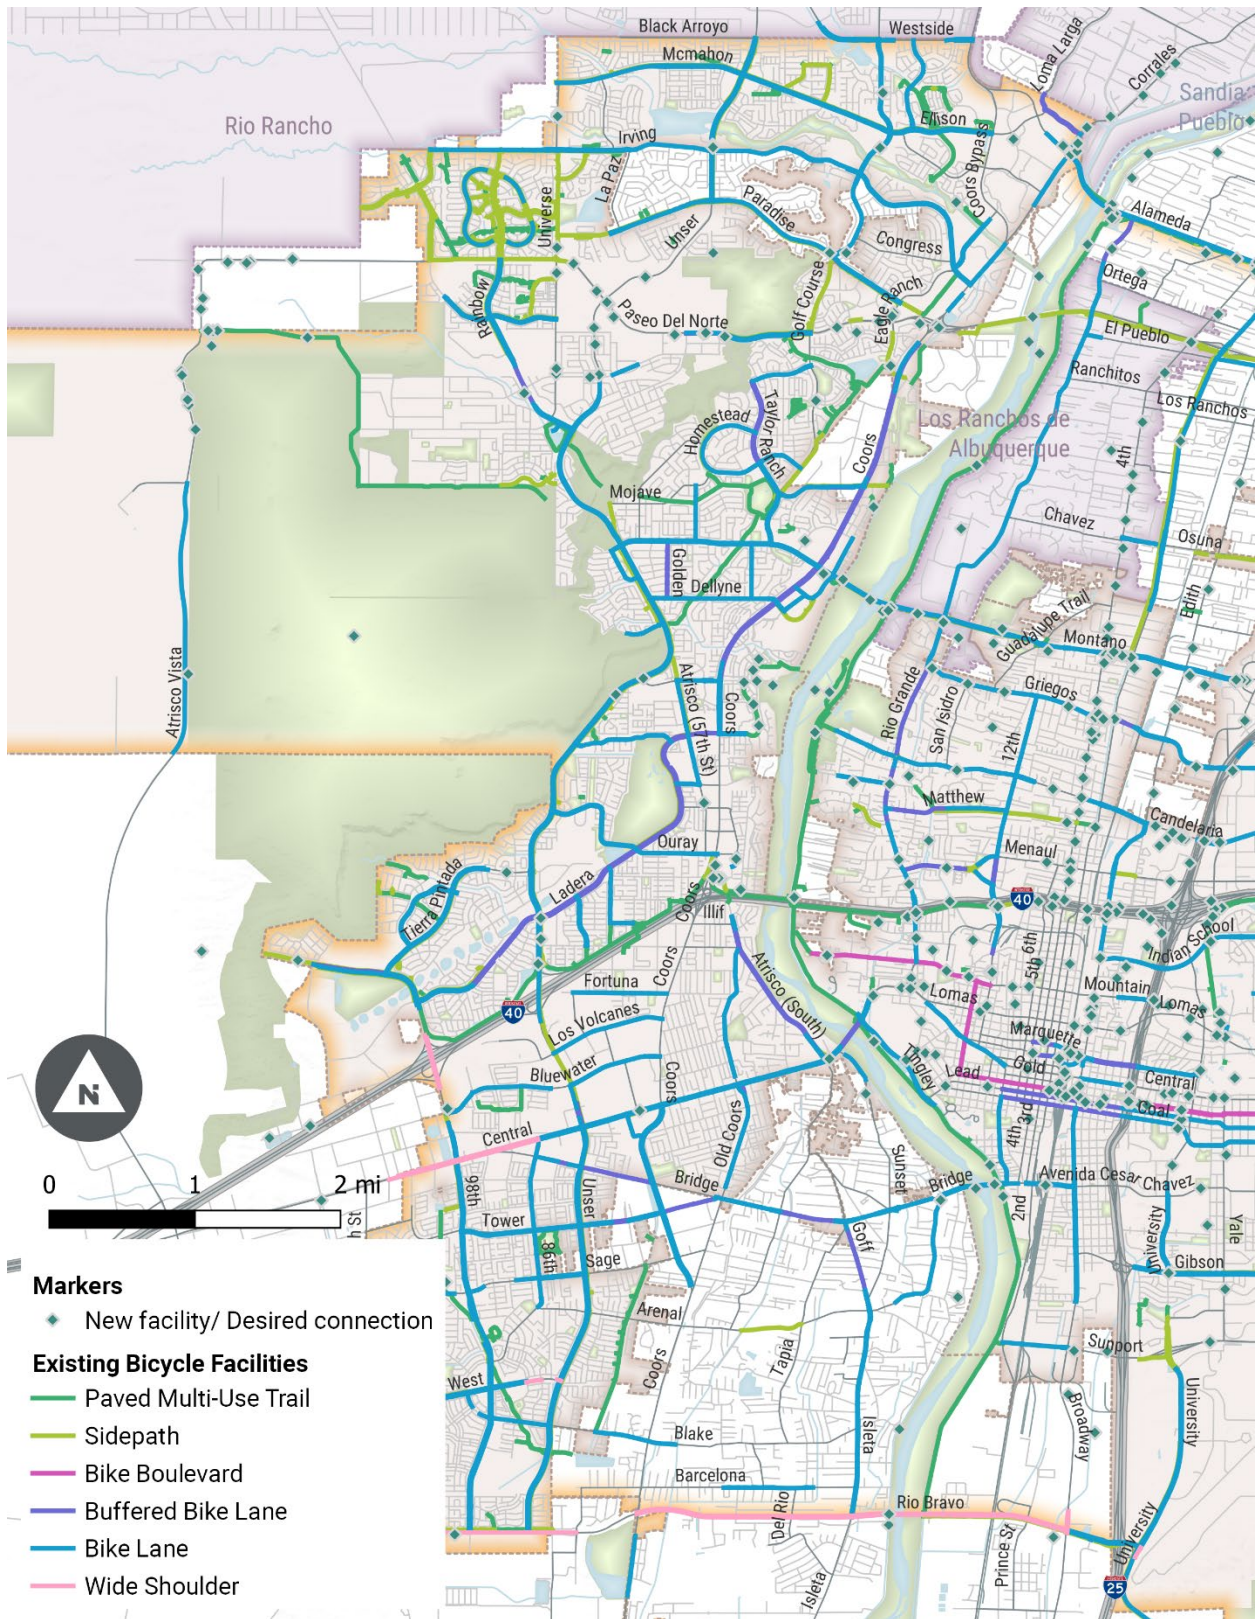 Black Arroyo
Westside
Loma Larga
Corrales
Mcmahon
Sandia
Pueblo
Rio Rancho
Irving
Ellison
La Paz
Coors Bypass
Universe
Paradise
Alameda
Unser
Congress
Ortega
Rainbow
Golf Course
Eagle Ranch
Paseo Del Norte
El Pueblo
Ranchitos
Los Ranchos
Taylor Ranch
Homestead
Coors
Los Ranchos de
Albuquerque
4th
Mojave
Chavez
Osuna
Golden
Dellyne
Edith
Guadalupe Trail
Montano
Atrisco Vista
Atrisco (57th St)
Coors
Rio Grande
San Isidro
Griegos
12th
Matthew
Candelaria
Ouray
Menaul
Tierra Pintada
Ladera
Coors
40
Illif
Indian School
5th
6th
Fortuna
Coors
Atrisco (South)
Mountain
Lomas
Lomas
40
Los Volcanes
Marquette
Bluewater
Tingley
Lead
Gold
Central
N
Coors
Coal
Central
Old Coors
4th
3rd
0
1
2 mi
98th
Bridge
Sunset
Bridge
Avenida Cesar Chavez
h St
Unser
2nd
University
Yale
Tower
86th
Sage
Goff
Gibson
Markers
New facility/ Desired connection
Arenal
Existing Bicycle Facilities
Coors
Tapia
Support
Paved Multi-Use Trail
West
University
Sidepath
Blake
Isleta
Broadway
Bike Boulevard
Barcelona
Buffered Bike Lane
Del Rio
Rio Bravo
Bike Lane
Prince St
University
Wide Shoulder
Isleta
25